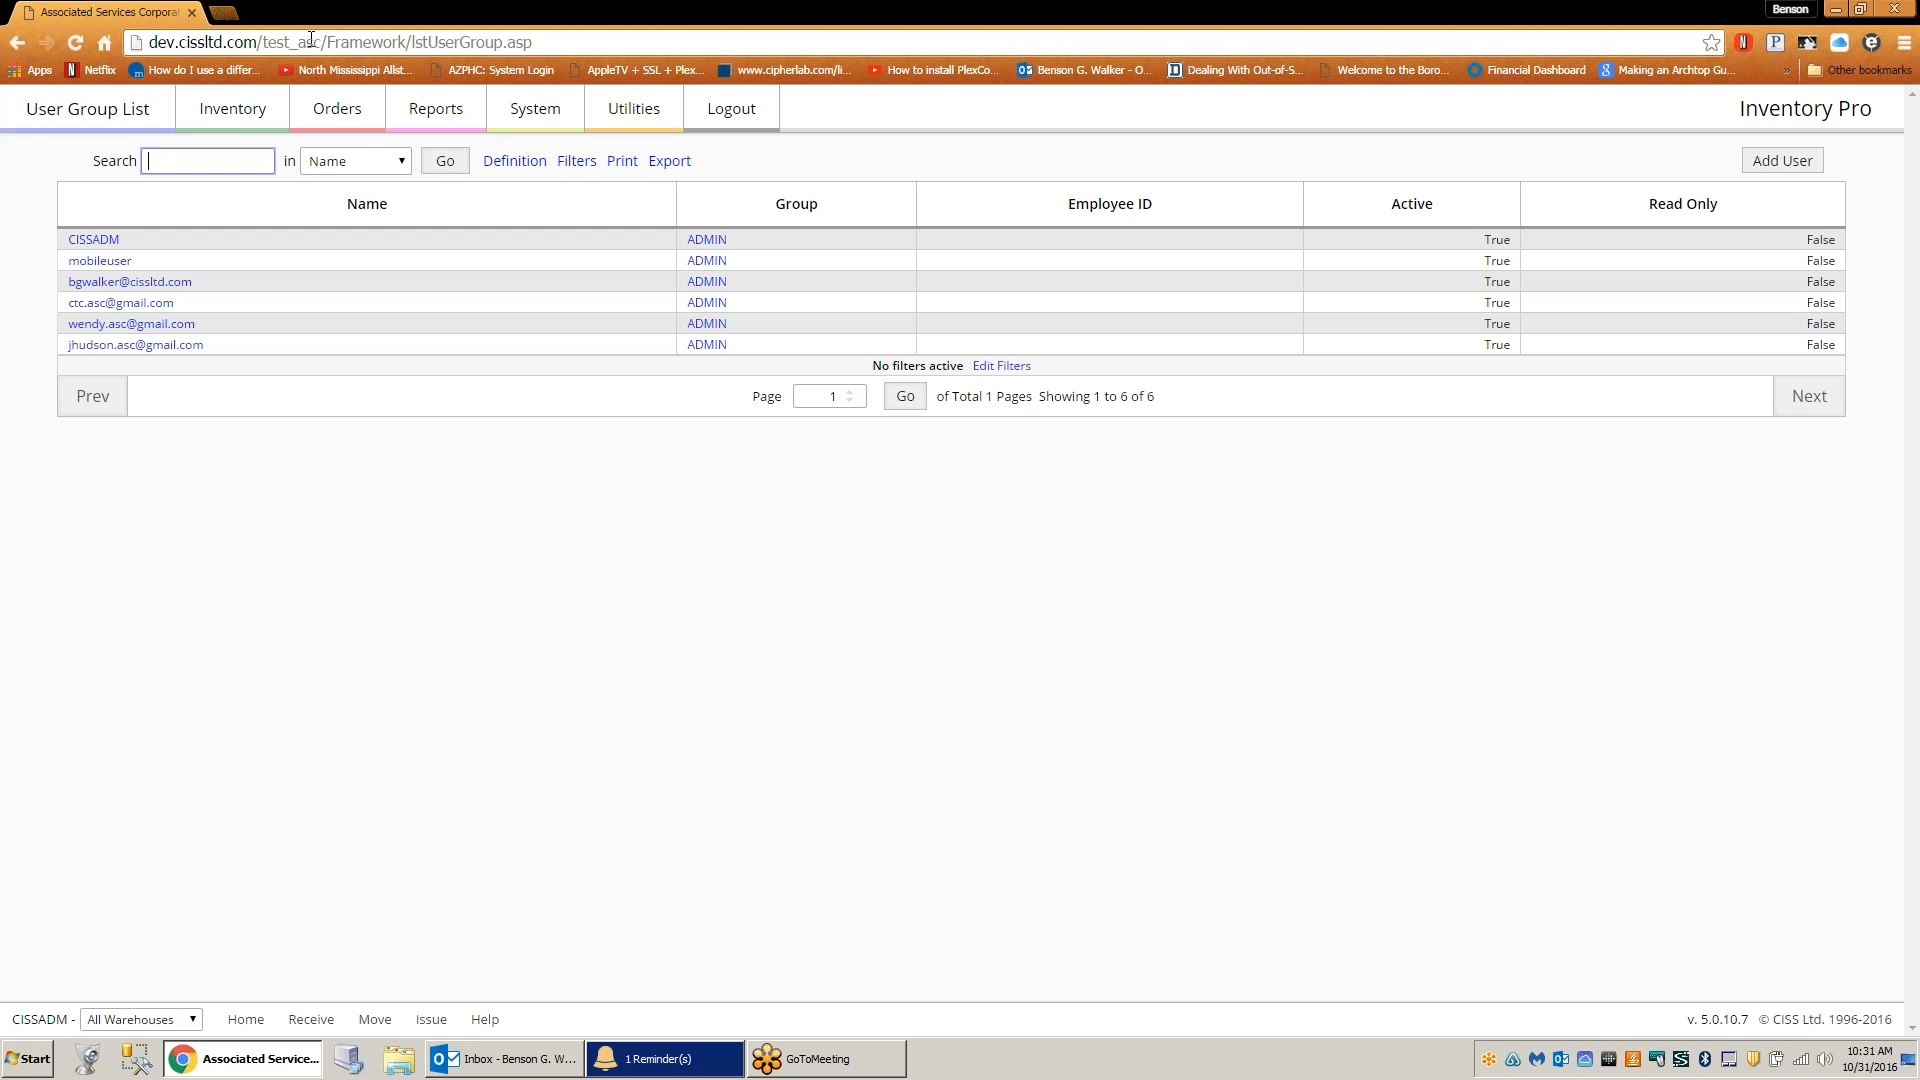 Associated Services Corporat
Benson
dev.cissltd.com/test_asc/Framework/lstUserGroup.asp
Apps Netflix How do I use a differ... North Mississippi Allst... AZPHC: System Login AppleTV + SSL + Plex... www.cipherlab.com/li... How to install PlexCo... Benson G. Walker - O... Dealing With Out-of-S... Welcome to the Boro... Financial Dashboard Making an Archtop Gu... » Other bookmarks
User Group List Inventory Orders Reports System Utilities Logout Inventory Pro
Search in Name Go Definition Filters Print Export Add User
Name Group Employee ID Active Read Only
CISSADM ADMIN True False
mobileuser ADMIN True False
bgwalker@cissltd.com ADMIN True False
ctc.asc@gmail.com ADMIN True False
wendy.asc@gmail.com ADMIN True False
jhudson.asc@gmail.com ADMIN True False
No filters active Edit Filters
Prev Page 1 Go of Total 1 Pages Showing 1 to 6 of 6 Next
CISSADM - All Warehouses Home Receive Move Issue Help v. 5.0.10.7 © CISS Ltd. 1996-2016
Start Associated Service... Inbox - Benson G. W... 1 Reminder(s) GoToMeeting 10:31 AM
10/31/2016